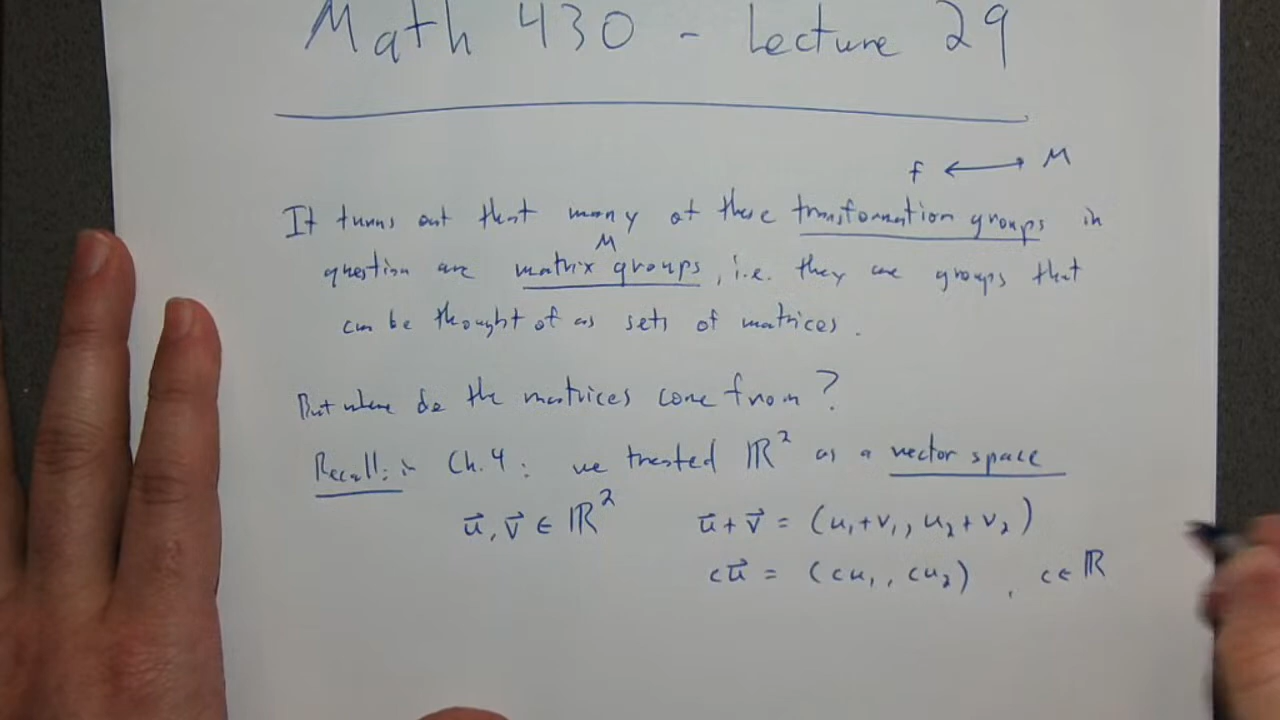 Math 430 - Lecture 29
f ⟷ M
It turns out that many of these transformation groups in
M
question are matrix groups, i.e. they are groups that
can be thought of as sets of matrices.
But where do the matrices come from?
Recall: in Ch. 4: we treated ℝ² as a vector space
u⃗, v⃗ ∈ ℝ² u⃗ + v⃗ = (u₁+v₁, u₂+v₂)
cu⃗ = (cu₁, cu₂), c∈ℝ